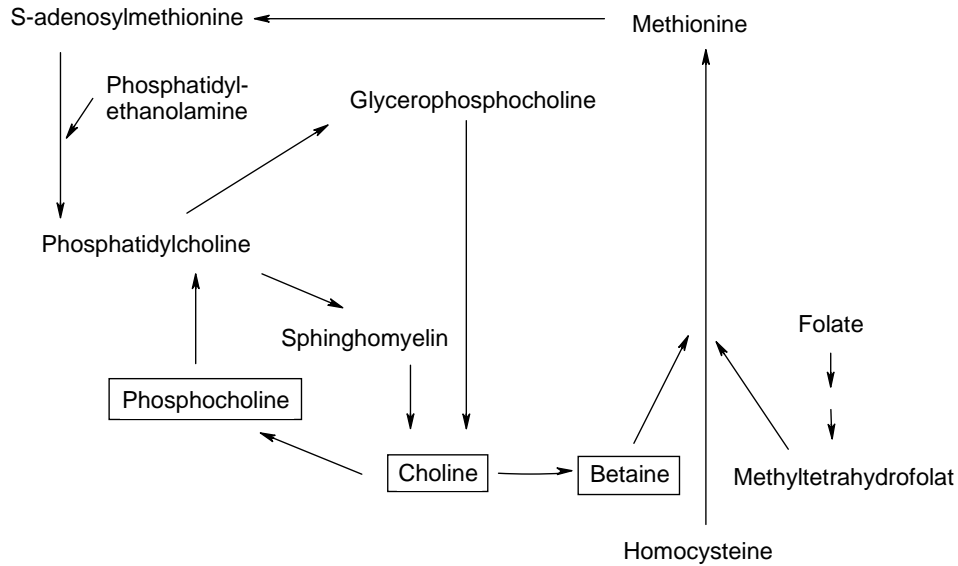 S-adenosylmethionine
Methionine
Phosphatidyl-
ethanolamine
Glycerophosphocholine
Phosphatidylcholine
Sphinghomyelin
Folate
Phosphocholine
Choline
Betaine
Methyltetrahydrofolat
Homocysteine